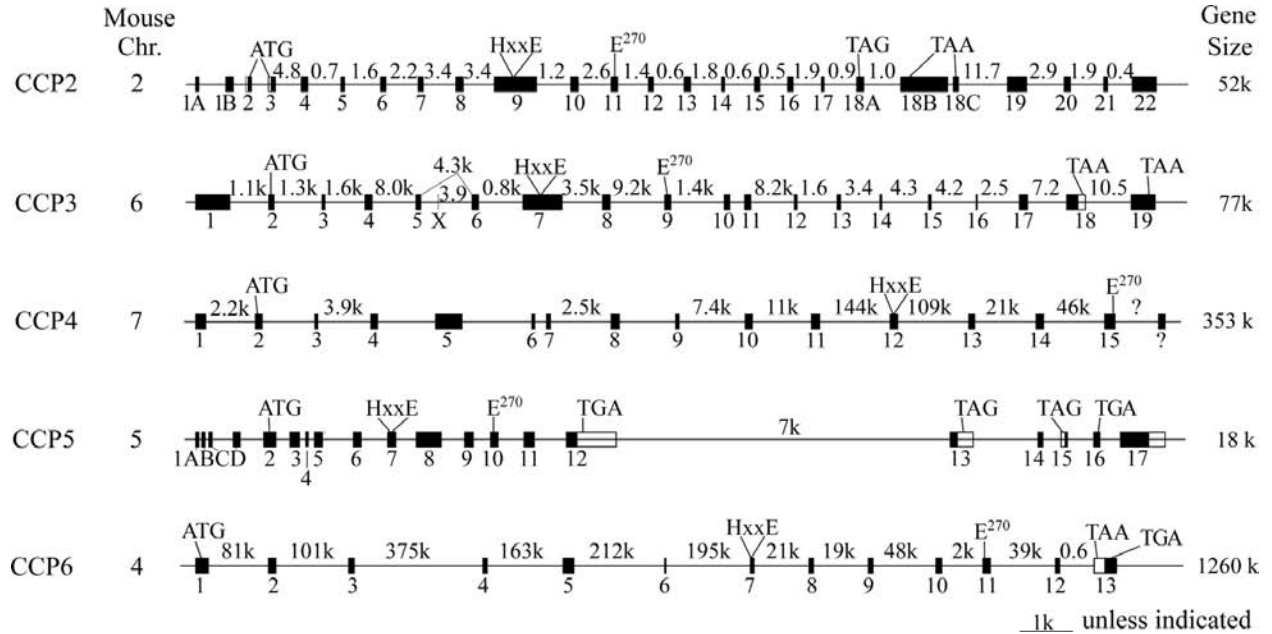 Mouse Chr.
Gene Size
ATG HxxE E270 TAG TAA
CCP2 2 4.8 0.7 1.6 2.2 3.4 3.4 1.2 2.6 1.4 0.6 1.8 0.6 0.5 1.9 0.9 1.0 11.7 2.9 1.9 0.4 52k
1A 1B 2 3 4 5 6 7 8 9 10 11 12 13 14 15 16 17 18A 18B 18C 19 20 21 22
ATG 4.3k HxxE E270 TAA TAA
CCP3 6 1.1k 1.3k 1.6k 8.0k 3.9 0.8k 3.5k 9.2k 1.4k 8.2k 1.6 3.4 4.3 4.2 2.5 7.2 10.5 77k
1 2 3 4 5 X 6 7 8 9 10 11 12 13 14 15 16 17 18 19
ATG HxxE E270
CCP4 7 2.2k 3.9k 2.5k 7.4k 11k 144k 109k 21k 46k ? 353 k
1 2 3 4 5 6 7 8 9 10 11 12 13 14 15 ?
ATG HxxE E270 TGA TAG TAG TGA
CCP5 5 7k 18 k
1ABCD 2 3 4 5 6 7 8 9 10 11 12 13 14 15 16 17
ATG HxxE E270 TAA TGA
CCP6 4 81k 101k 375k 163k 212k 195k 21k 19k 48k 2k 39k 0.6 1260 k
1 2 3 4 5 6 7 8 9 10 11 12 13
1k unless indicated